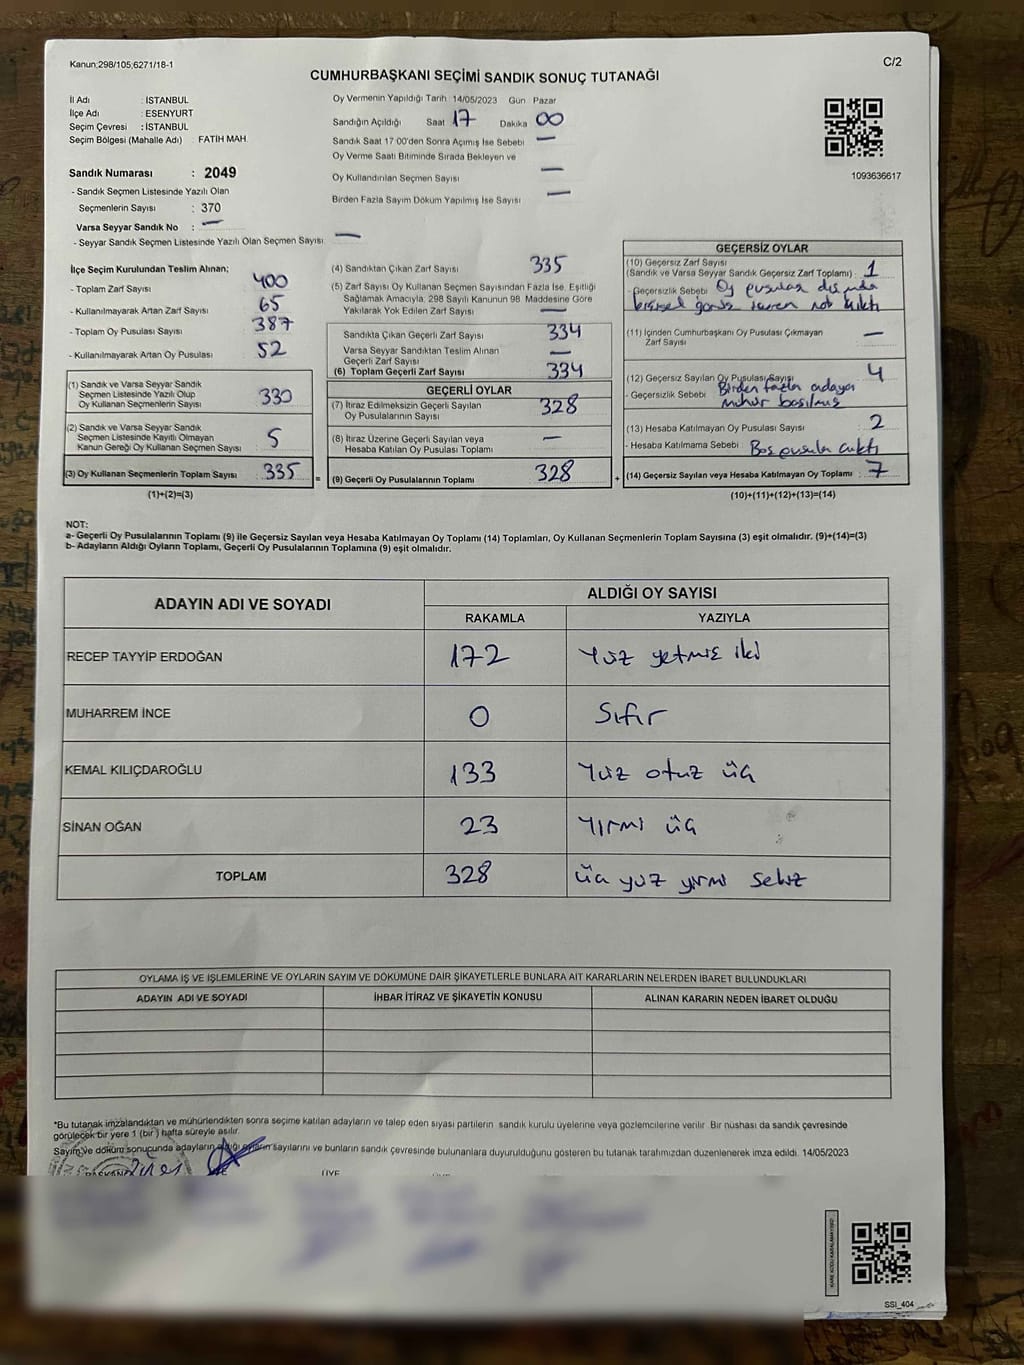 Kanun;298/105;6271/18-1
C/2
CUMHURBAŞKANI SEÇİMİ SANDIK SONUÇ TUTANAĞI
İl Adı : İSTANBUL
İlçe Adı : ESENYURT
Seçim Çevresi : İSTANBUL
Seçim Bölgesi (Mahalle Adı) : FATİH MAH.
Sandık Numarası : 2049
- Sandık Seçmen Listesinde Yazılı Olan
Seçmenlerin Sayısı : 370
Varsa Seyyar Sandık No : —
- Seyyar Sandık Seçmen Listesinde Yazılı Olan Seçmen Sayısı: —
Oy Vermenin Yapıldığı Tarih 14/05/2023 Gün Pazar
Sandığın Açıldığı Saat 17 Dakika 00
Sandık Saat 17:00'den Sonra Açımış İse Sebebi —
Oy Verme Saati Bitiminde Sırada Bekleyen ve
Oy Kullandırılan Seçmen Sayısı —
Birden Fazla Sayım Döküm Yapılmış İse Sayısı —
1093636617
İlçe Seçim Kurulundan Teslim Alınan;
- Toplam Zarf Sayısı 400
- Kullanılmayarak Artan Zarf Sayısı 65
- Toplam Oy Pusulası Sayısı 387
- Kullanılmayarak Artan Oy Pusulası 52
(1) Sandık ve Varsa Seyyar Sandık
Seçmen Listesinde Yazılı Olup
Oy Kullanan Seçmenlerin Sayısı 330
(2) Sandık ve Varsa Seyyar Sandık
Seçmen Listesinde Kayıtlı Olmayan
Kanun Gereği Oy Kullanan Seçmen Sayısı 5
(3) Oy Kullanan Seçmenlerin Toplam Sayısı 335
(1)+(2)=(3)
(4) Sandıktan Çıkan Zarf Sayısı 335
(5) Zarf Sayısı Oy Kullanan Seçmen Sayısından Fazla İse, Eşitliği
Sağlamak Amacıyla, 298 Sayılı Kanunun 98. Maddesine Göre
Yakılarak Yok Edilen Zarf Sayısı —
Sandıkta Çıkan Geçerli Zarf Sayısı 334
Varsa Seyyar Sandıktan Teslim Alınan
Geçerli Zarf Sayısı —
(6) Toplam Geçerli Zarf Sayısı 334
GEÇERLİ OYLAR
(7) İtiraz Edilmeksizin Geçerli Sayılan
Oy Pusulalarının Sayısı 328
(8) İtiraz Üzerine Geçerli Sayılan veya
Hesaba Katılan Oy Pusulası Toplamı —
= (9) Geçerli Oy Pusulalarının Toplamı 328 +
GEÇERSİZ OYLAR
(10) Geçersiz Zarf Sayısı
(Sandık ve Varsa Seyyar Sandık Geçersiz Zarf Toplamı) : 1
- Geçersizlik Sebebi Oy pusulası dışında
kişisel görüş içeren not çıktı
(11) İçinden Cumhurbaşkanı Oy Pusulası Çıkmayan
Zarf Sayısı —
(12) Geçersiz Sayılan Oy Pusulası Sayısı 4
- Geçersizlik Sebebi Birden fazla adaya
mühür basılmış
(13) Hesaba Katılmayan Oy Pusulası Sayısı 2
- Hesaba Katılmama Sebebi : Boş pusula çıktı
(14) Geçersiz Sayılan veya Hesaba Katılmayan Oy Toplamı : 7
(10)+(11)+(12)+(13)=(14)
NOT:
a- Geçerli Oy Pusulalarının Toplamı (9) ile Geçersiz Sayılan veya Hesaba Katılmayan Oy Toplamı (14) Toplamları, Oy Kullanan Seçmenlerin Toplam Sayısına (3) eşit olmalıdır. (9)+(14)=(3)
b- Adayların Aldığı Oyların Toplamı, Geçerli Oy Pusulalarının Toplamına (9) eşit olmalıdır.
ADAYIN ADI VE SOYADI
ALDIĞI OY SAYISI
RAKAMLA YAZIYLA
RECEP TAYYİP ERDOĞAN 172 Yüz yetmiş iki
MUHARREM İNCE 0 Sıfır
KEMAL KILIÇDAROĞLU 133 Yüz otuz üç
SİNAN OĞAN 23 Yirmi üç
TOPLAM 328 üç yüz yirmi sekiz
OYLAMA İŞ VE İŞLEMLERİNE VE OYLARIN SAYIM VE DÖKÜMÜNE DAİR ŞİKAYETLERLE BUNLARA AİT KARARLARIN NELERDEN İBARET BULUNDUKLARI
ADAYIN ADI VE SOYADI İHBAR İTİRAZ VE ŞİKAYETİN KONUSU ALINAN KARARIN NEDEN İBARET OLDUĞU
*Bu tutanak imzalandıktan ve mühürlendikten sonra seçime katılan adayların ve talep eden siyasi partilerin sandık kurulu üyelerine veya gözlemcilerine verilir. Bir nüshası da sandık çevresinde
görülecek bir yere 1 (bir) hafta süreyle asılır.
Sayım ve döküm sonucunda adayların aldığı oyların sayılarını ve bunların sandık çevresinde bulunanlara duyurulduğunu gösteren bu tutanak tarafımızdan düzenlenerek imza edildi. 14/05/2023
BAŞKAN ÜYE
KARE KODU KARALAMAYINIZ!
SSI_404